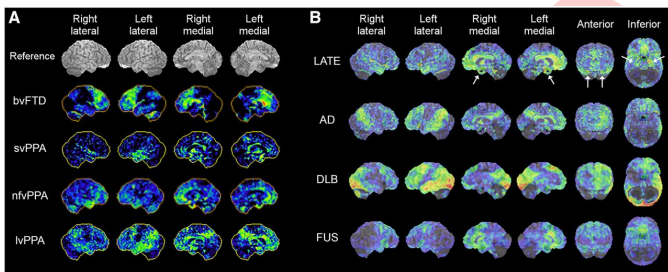 A
Right lateral
Left lateral
Right medial
Left medial
Reference
bvFTD
svPPA
nfvPPA
lvPPA
B
Right lateral
Left lateral
Right medial
Left medial
Anterior
Inferior
LATE
AD
DLB
FUS